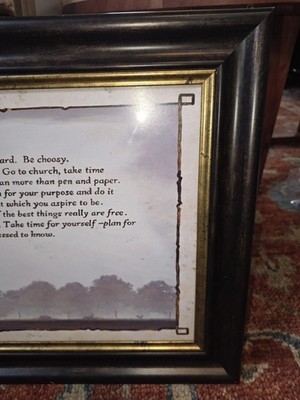 ard. Be choosy.
Go to church, take time
an more than pen and paper.
for your purpose and do it
t which you aspire to be.
f the best things really are free.
Take time for yourself –plan for
essed to know.